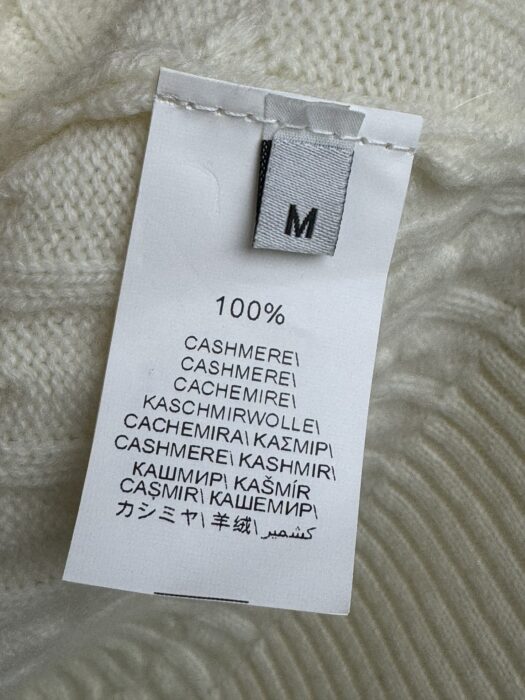 M
100%
CASHMERE\
CASHMERE\
CACHEMIRE\
KASCHMIRWOLLE\
CACHEMIRA\ ΚΑΣΜΙΡ\
CASHMERE\ KASHMIR\
КАШМИР\ KAŠMÍR
CAȘMIR\ КАШЕМИР\
カシミヤ\ 羊绒\ كشمير